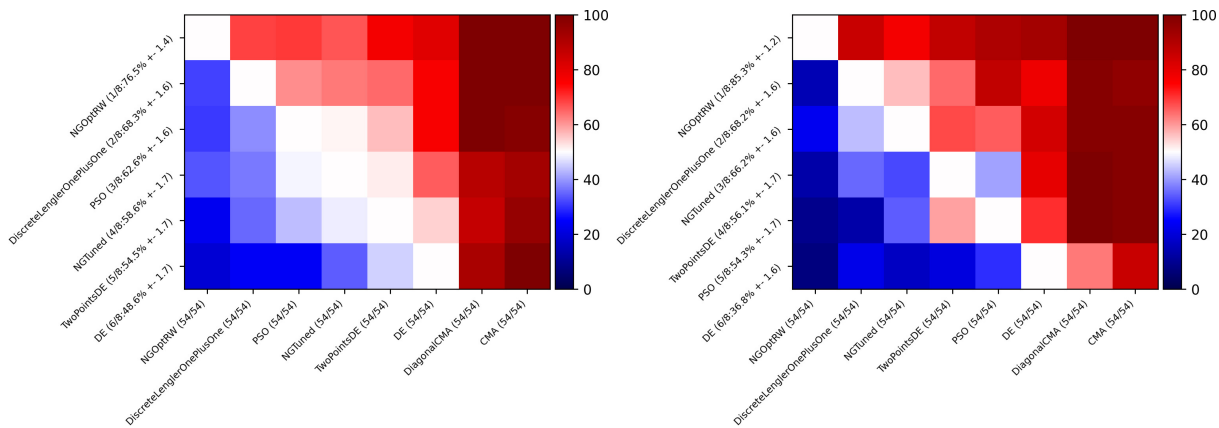 NGOptRW (1/8:76.5% +- 1.4)
DiscreteLenglerOnePlusOne (2/8:68.3% +- 1.6)
PSO (3/8:62.6% +- 1.6)
NGTuned (4/8:58.6% +- 1.7)
TwoPointsDE (5/8:54.5% +- 1.7)
DE (6/8:48.6% +- 1.7)
NGOptRW (54/54)
DiscreteLenglerOnePlusOne (54/54)
PSO (54/54)
NGTuned (54/54)
TwoPointsDE (54/54)
DE (54/54)
DiagonalCMA (54/54)
CMA (54/54)
100
80
60
40
20
0
NGOptRW (1/8:85.3% +- 1.2)
DiscreteLenglerOnePlusOne (2/8:68.2% +- 1.6)
NGTuned (3/8:66.2% +- 1.6)
TwoPointsDE (4/8:56.1% +- 1.7)
PSO (5/8:54.3% +- 1.7)
DE (6/8:36.8% +- 1.6)
NGOptRW (54/54)
DiscreteLenglerOnePlusOne (54/54)
NGTuned (54/54)
TwoPointsDE (54/54)
PSO (54/54)
DE (54/54)
DiagonalCMA (54/54)
CMA (54/54)
100
80
60
40
20
0